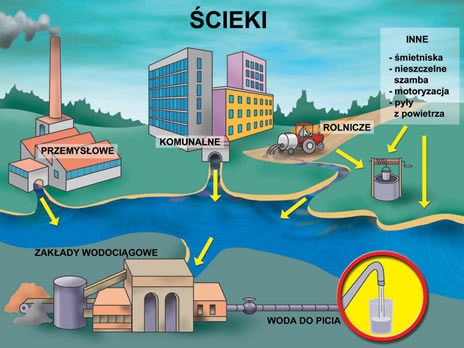 ŚCIEKI
INNE
- śmietniska
- nieszczelne
szamba
- motoryzacja
- pyły
z powietrza
KOMUNALNE
ROLNICZE
PRZEMYSŁOWE
ZAKŁADY WODOCIĄGOWE
WODA DO PICIA